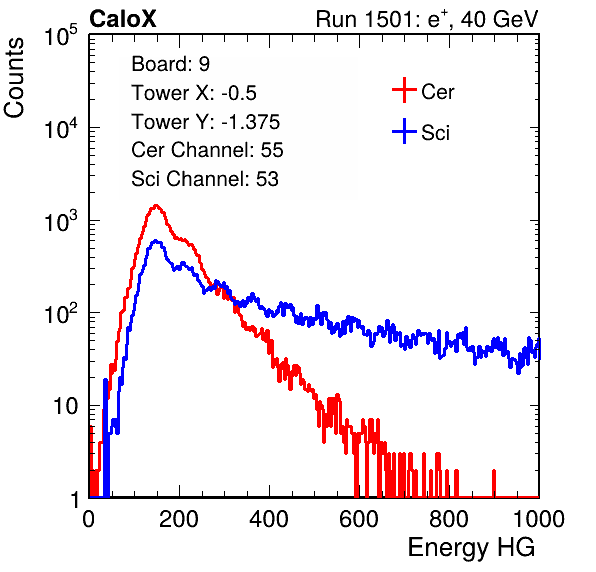 CaloX Run 1501: e⁺, 40 GeV
Counts
10⁵
10⁴
10³
10²
10
1
Board: 9
Tower X: -0.5
Tower Y: -1.375
Cer Channel: 55
Sci Channel: 53
Cer
Sci
0 200 400 600 800 1000
Energy HG